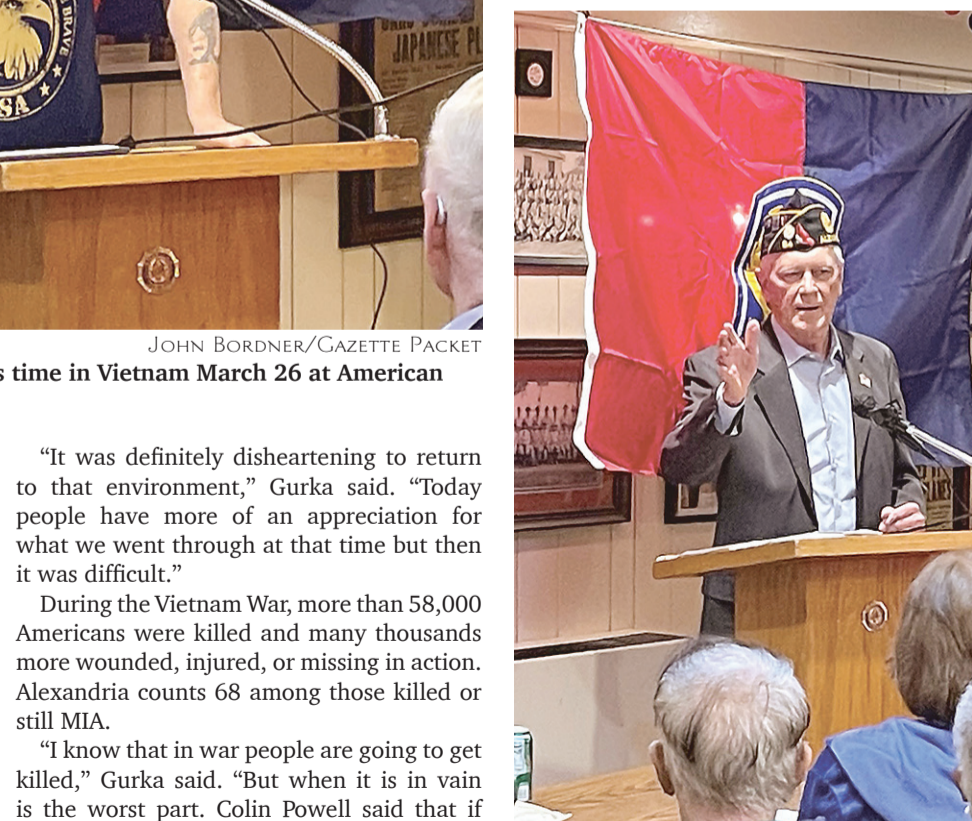 BRAVE
SA
JAPANESE PL
JOHN BORDNER/GAZETTE PACKET
s time in Vietnam March 26 at American
“It was definitely disheartening to return
to that environment,” Gurka said. “Today
people have more of an appreciation for
what we went through at that time but then
it was difficult.”
During the Vietnam War, more than 58,000
Americans were killed and many thousands
more wounded, injured, or missing in action.
Alexandria counts 68 among those killed or
still MIA.
“I know that in war people are going to get
killed,” Gurka said. “But when it is in vain
is the worst part. Colin Powell said that if